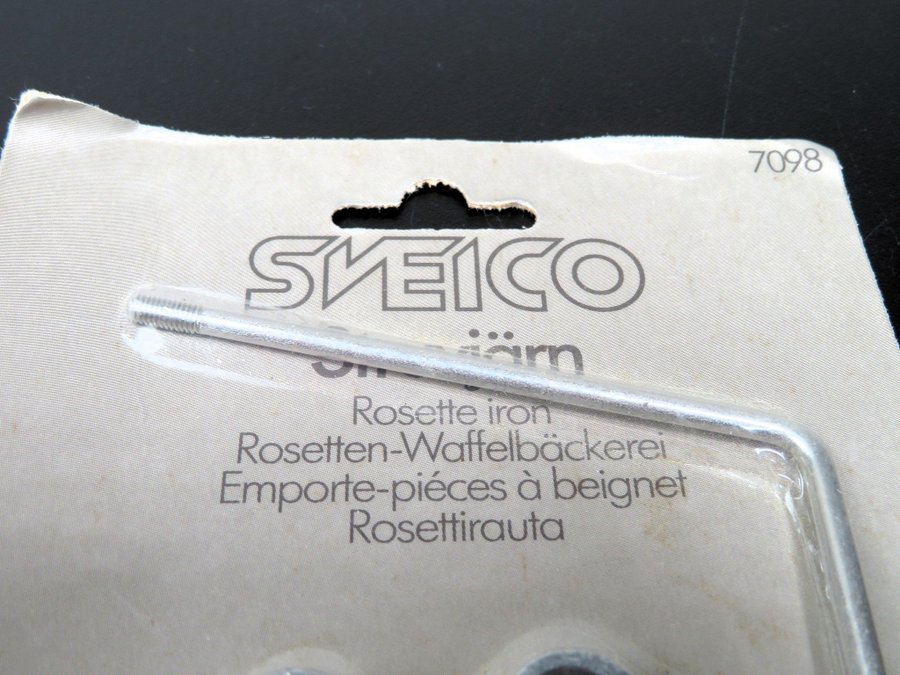 7098
SVEICO
Rosette iron
Rosetten-Waffelbäckerei
Emporte-piéces à beignet
Rosettirauta